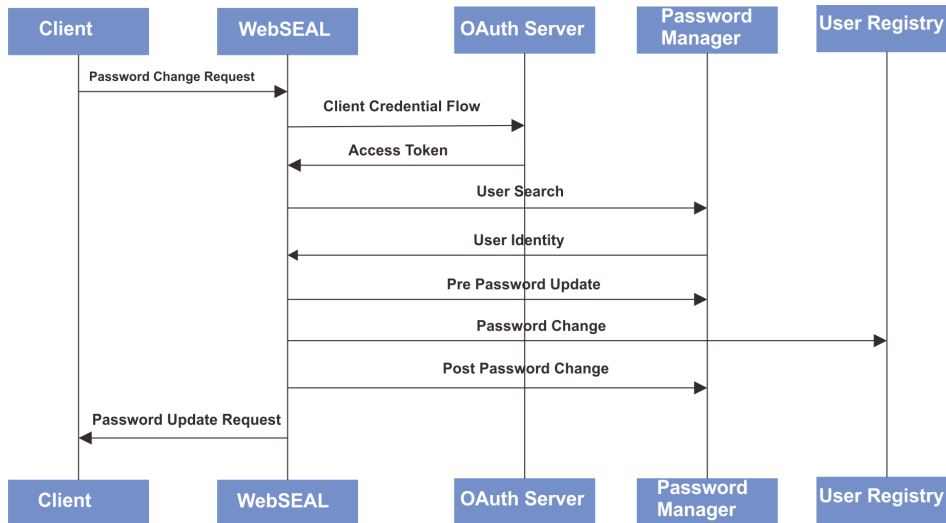 Client
WebSEAL
OAuth Server
Password
Manager
User Registry
Password Change Request
Client Credential Flow
Access Token
User Search
User Identity
Pre Password Update
Password Change
Post Password Change
Password Update Request
Client
WebSEAL
OAuth Server
Password
Manager
User Registry